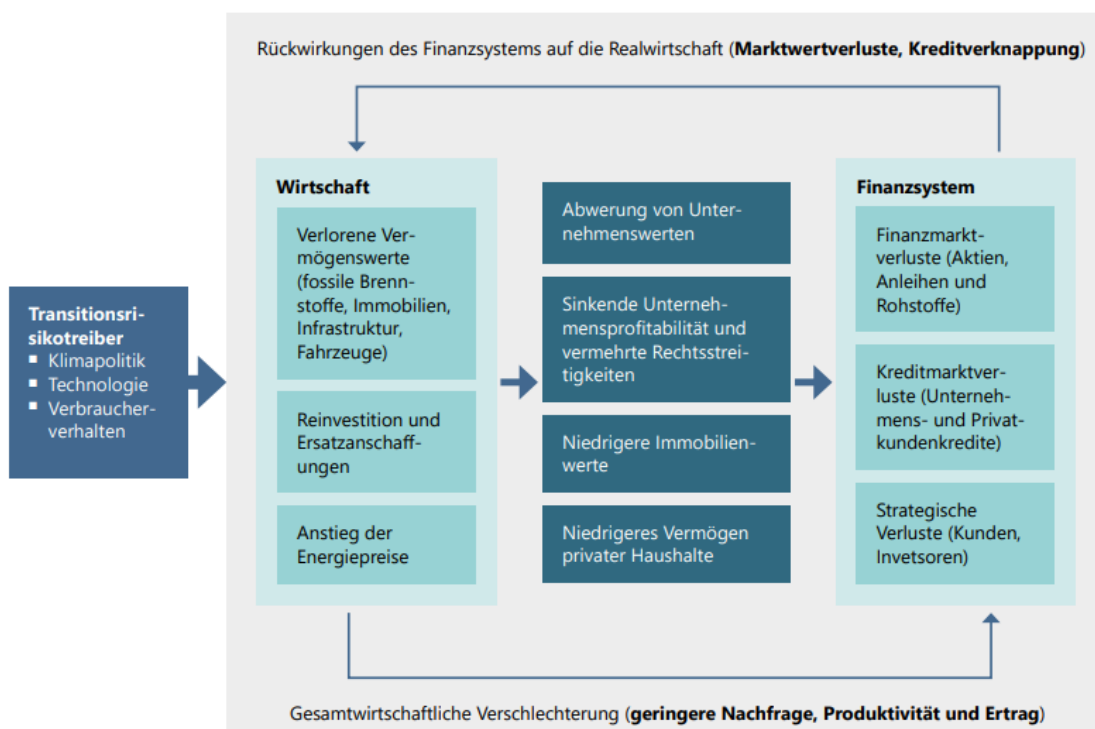 Rückwirkungen des Finanzsystems auf die Realwirtschaft (Marktwertverluste, Kreditverknappung)
Transitionsri-
sikotreiber
▪ Klimapolitik
▪ Technologie
▪ Verbraucher-
verhalten
Wirtschaft
Verlorene Ver-
mögenswerte
(fossile Brenn-
stoffe, Immobilien,
Infrastruktur,
Fahrzeuge)
Reinvestition und
Ersatzanschaff-
ungen
Anstieg der
Energiepreise
Abwerung von Unter-
nehmenswerten
Sinkende Unterneh-
mensprofitabilität und
vermehrte Rechtsstrei-
tigkeiten
Niedrigere Immobilien-
werte
Niedrigeres Vermögen
privater Haushalte
Finanzsystem
Finanzmarkt-
verluste (Aktien,
Anleihen und
Rohstoffe)
Kreditmarktver-
luste (Unterneh-
mens- und Privat-
kundenkredite)
Strategische
Verluste (Kunden,
Invetsoren)
Gesamtwirtschaftliche Verschlechterung (geringere Nachfrage, Produktivität und Ertrag)